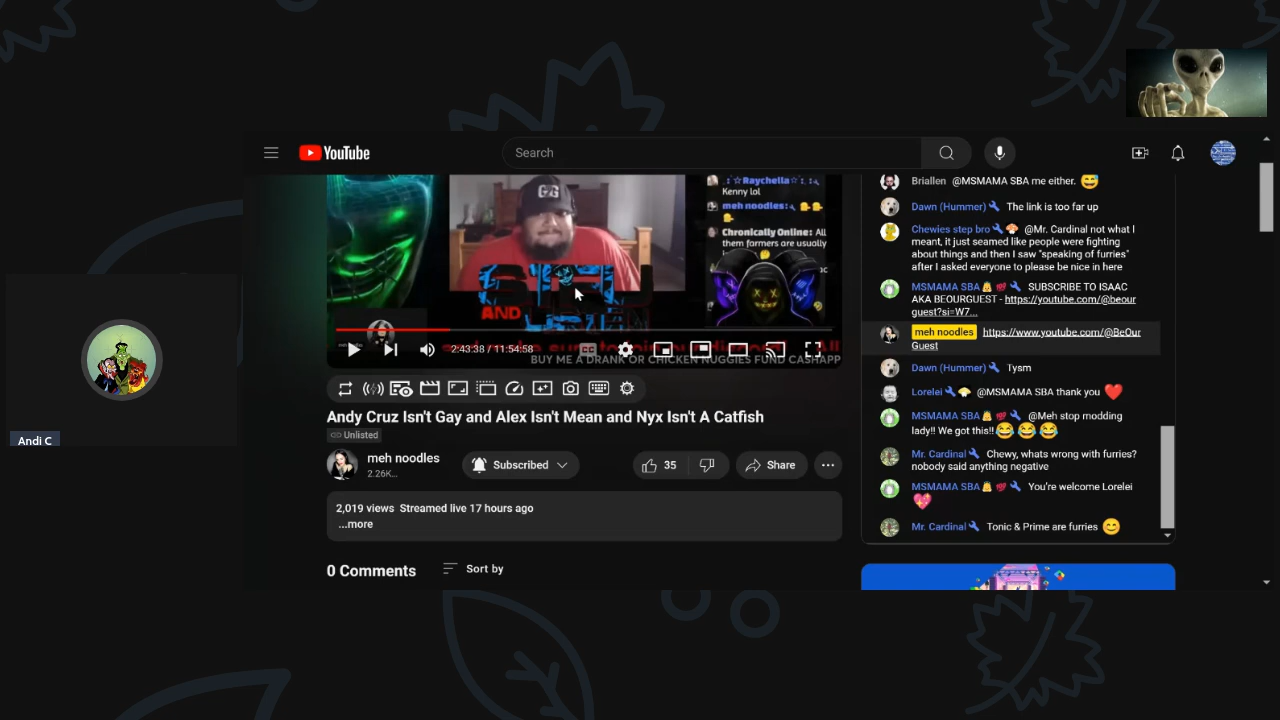 YouTube
Search
Raychella
Kenny lol
meh noodles:
Chronically Online: All
them farmers are usually
G2G
AND
2:43:38 / 11:54:58
BUY ME A DRANK OR CHICKEN NUGGIES FUND CASHAPP
Andy Cruz Isn't Gay and Alex Isn't Mean and Nyx Isn't A Catfish
Unlisted
meh noodles
2.26K...
Subscribed
35
Share
2,019 views Streamed live 17 hours ago
...more
0 Comments
Sort by
Briallen @MSMAMA SBA me either. 😅
Dawn (Hummer) The link is too far up
Chewies step bro @Mr. Cardinal not what I
meant, it just seamed like people were fighting
about things and then I saw "speaking of furries"
after I asked everyone to please be nice in here
MSMAMA SBA 💯 SUBSCRIBE TO ISAAC
AKA BEOURGUEST - https://youtube.com/@beour
guest?si=W7...
meh noodles https://www.youtube.com/@BeOur
Guest
Dawn (Hummer) Tysm
Lorelei @MSMAMA SBA thank you ❤️
MSMAMA SBA 💯 @Meh stop modding
lady!! We got this!! 😂😂😂
Mr. Cardinal Chewy, whats wrong with furries?
nobody said anything negative
MSMAMA SBA 💯 You're welcome Lorelei
💖
Mr. Cardinal Tonic & Prime are furries 😊
Andi C